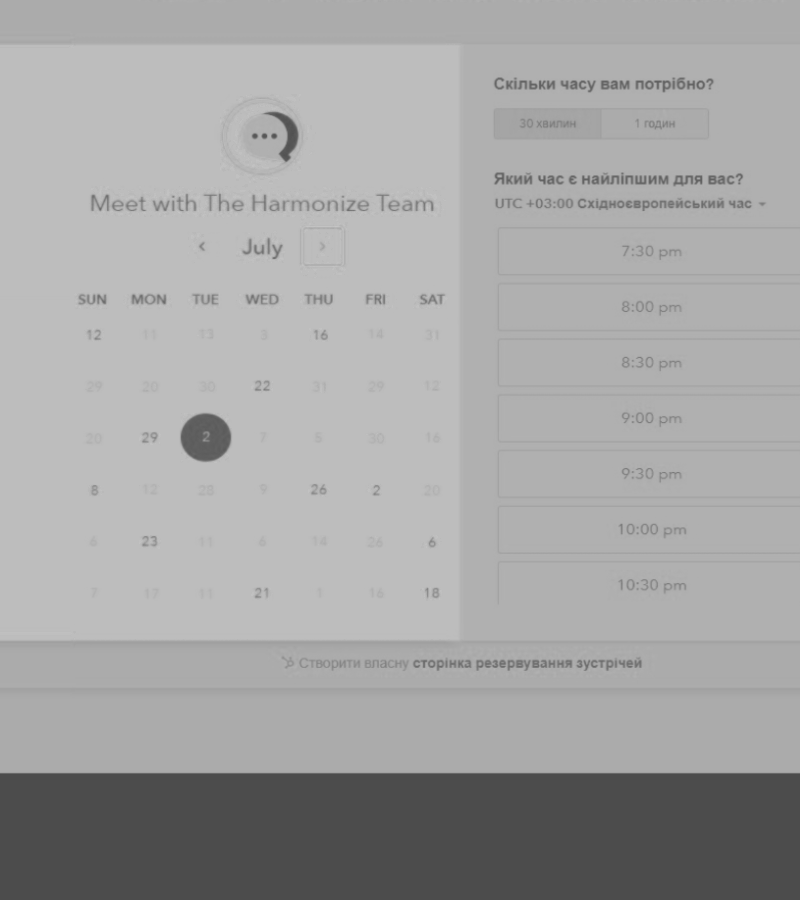 Meet with The Harmonize Team
July
SUN MON TUE WED THU FRI SAT
12 11 13 3 16 14 31
29 20 30 22 31 29 12
20 29 2 7 5 30 16
8 12 28 9 26 2 20
6 23 11 6 14 26 6
7 17 11 21 1 16 18
Скільки часу вам потрібно?
30 хвилин 1 годин
Який час є найліпшим для вас?
UTC +03:00 Східноєвропейський час
7:30 pm
8:00 pm
8:30 pm
9:00 pm
9:30 pm
10:00 pm
10:30 pm
Створити власну сторінка резервування зустрічей